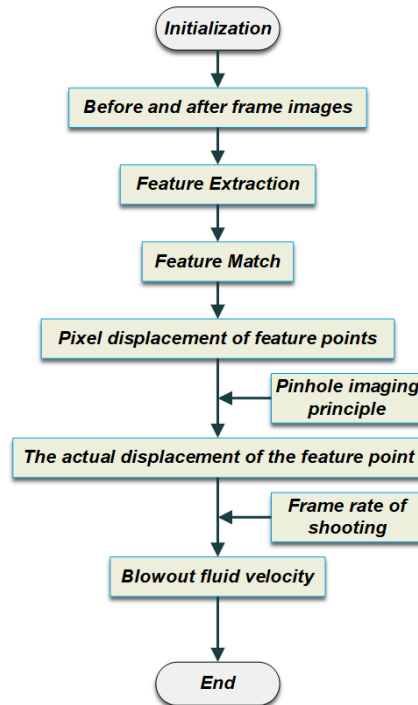 Initialization
Before and after frame images
Feature Extraction
Feature Match
Pixel displacement of feature points
Pinhole imaging
principle
The actual displacement of the feature point
Frame rate of
shooting
Blowout fluid velocity
End